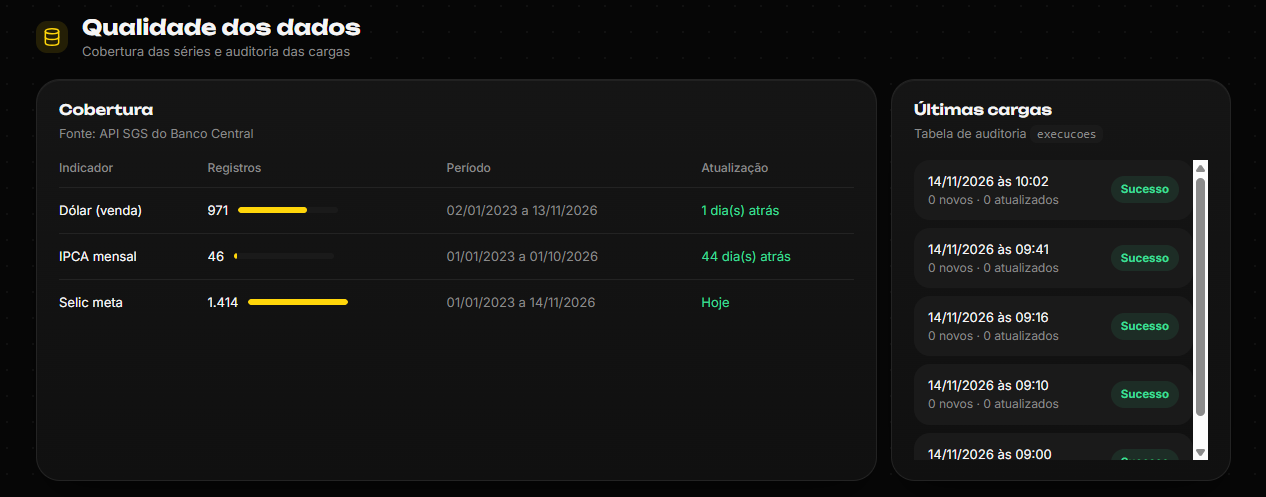 Qualidade dos dados
Cobertura das séries e auditoria das cargas
Cobertura
Fonte: API SGS do Banco Central
Indicador Registros Período Atualização
Dólar (venda) 971 02/01/2023 a 13/11/2026 1 dia(s) atrás
IPCA mensal 46 01/01/2023 a 01/10/2026 44 dia(s) atrás
Selic meta 1.414 01/01/2023 a 14/11/2026 Hoje
Últimas cargas
Tabela de auditoria execucoes
14/11/2026 às 10:02
0 novos · 0 atualizados
Sucesso
14/11/2026 às 09:41
0 novos · 0 atualizados
Sucesso
14/11/2026 às 09:16
0 novos · 0 atualizados
Sucesso
14/11/2026 às 09:10
0 novos · 0 atualizados
Sucesso
14/11/2026 às 09:00